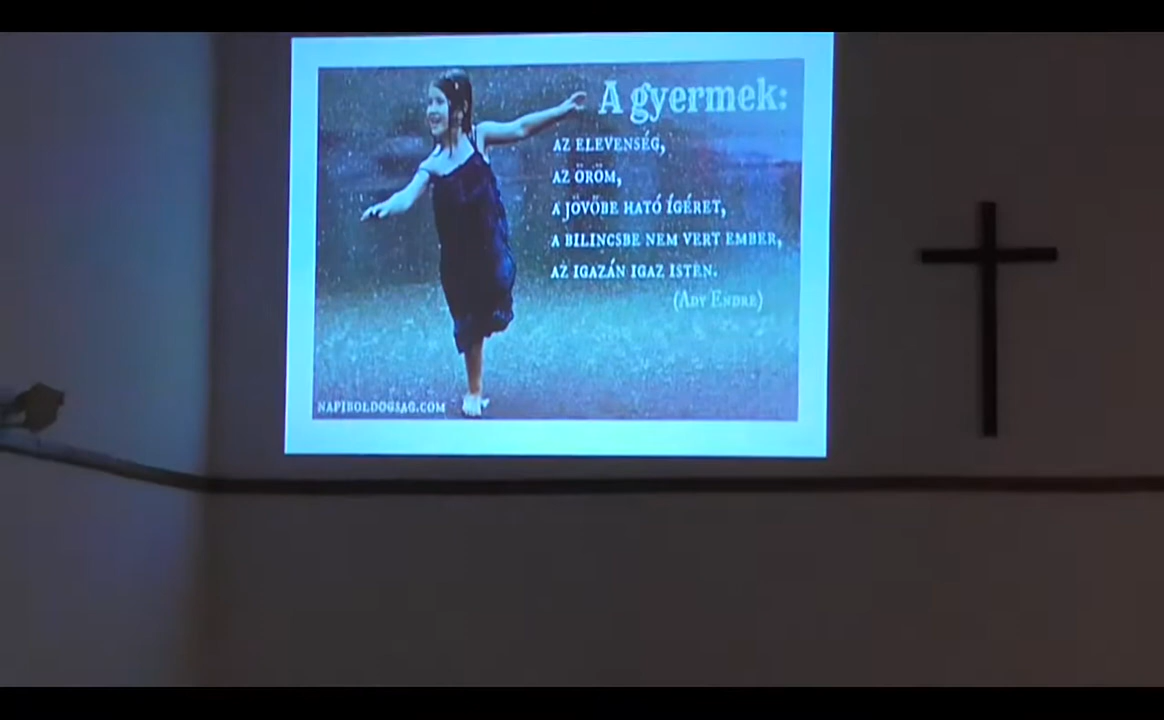 A gyermek:
AZ ELEVENSÉG,
AZ ÖRÖM,
A JÖVŐBE HATÓ ÍGÉRET,
A BILINCSBE NEM VERT EMBER,
AZ IGAZÁN IGAZ ISTEN.
(ADY ENDRE)
NAPIBOLDOGSAG.COM